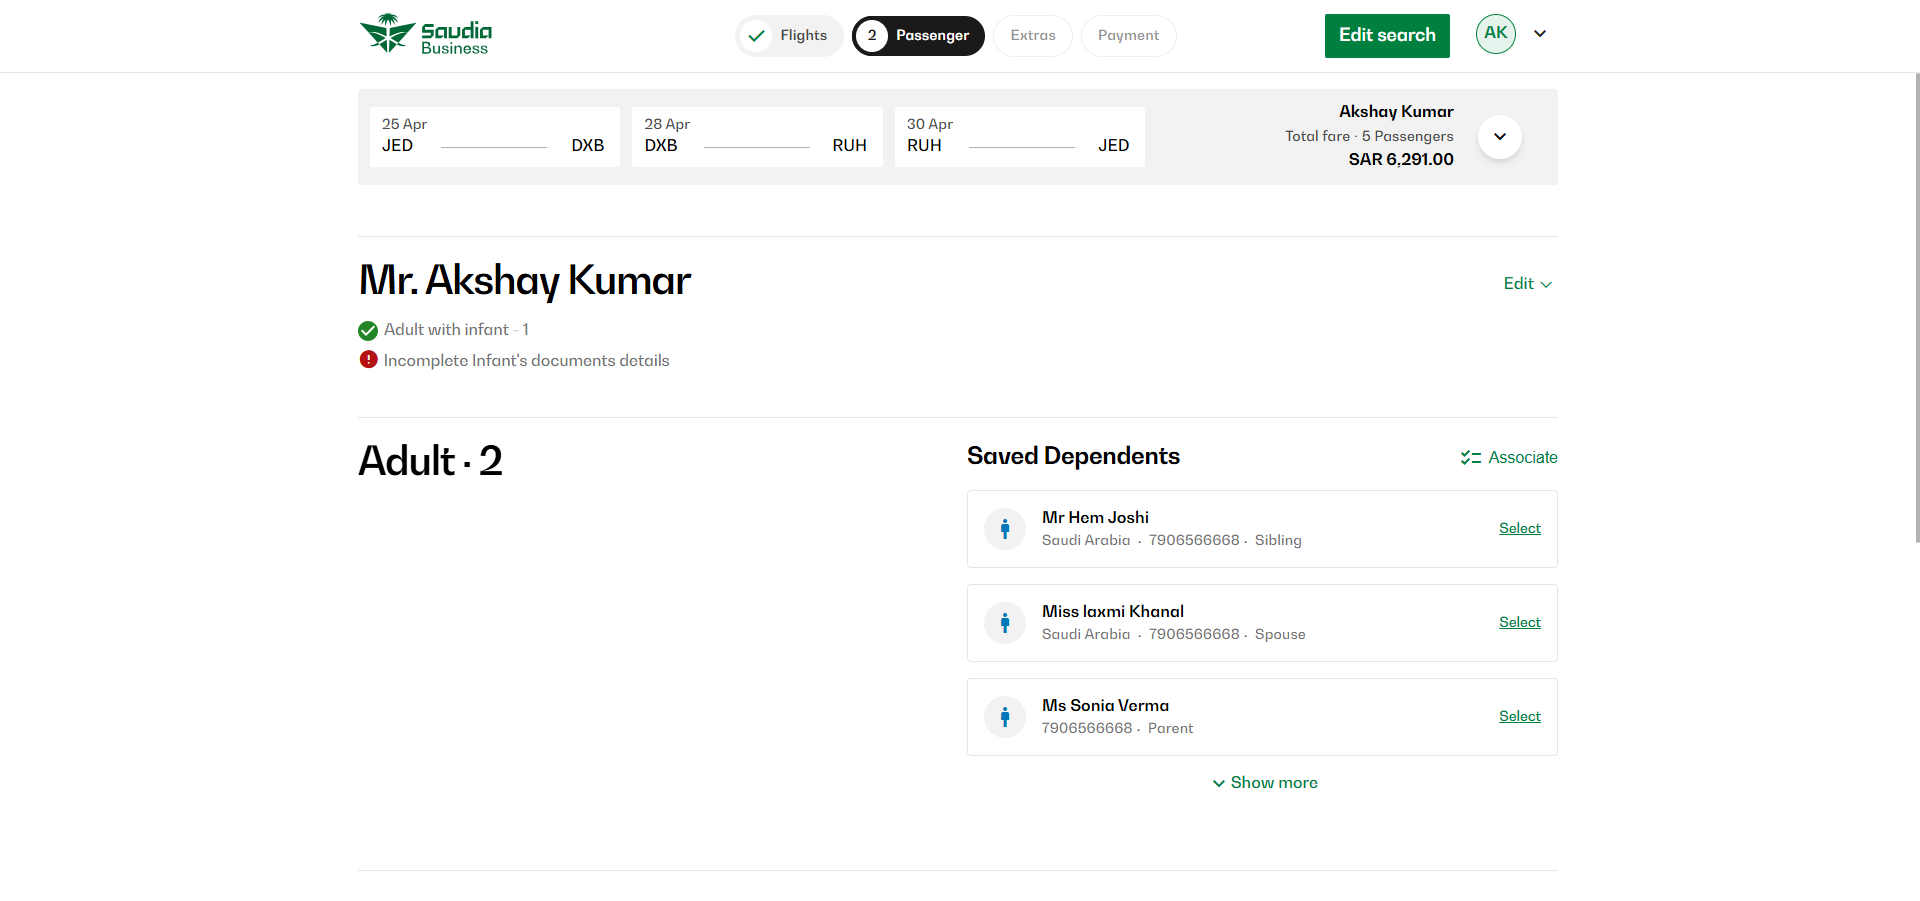 Saudia
Business
Flights
2 Passenger
Extras
Payment
Edit search
AK
25 Apr
JED DXB
28 Apr
DXB RUH
30 Apr
RUH JED
Akshay Kumar
Total fare · 5 Passengers
SAR 6,291.00
Mr. Akshay Kumar
Edit
Adult with infant - 1
Incomplete Infant's documents details
Adult · 2
Saved Dependents
Associate
Mr Hem Joshi
Saudi Arabia · 7906566668 · Sibling
Select
Miss laxmi Khanal
Saudi Arabia · 7906566668 · Spouse
Select
Ms Sonia Verma
7906566668 · Parent
Select
Show more